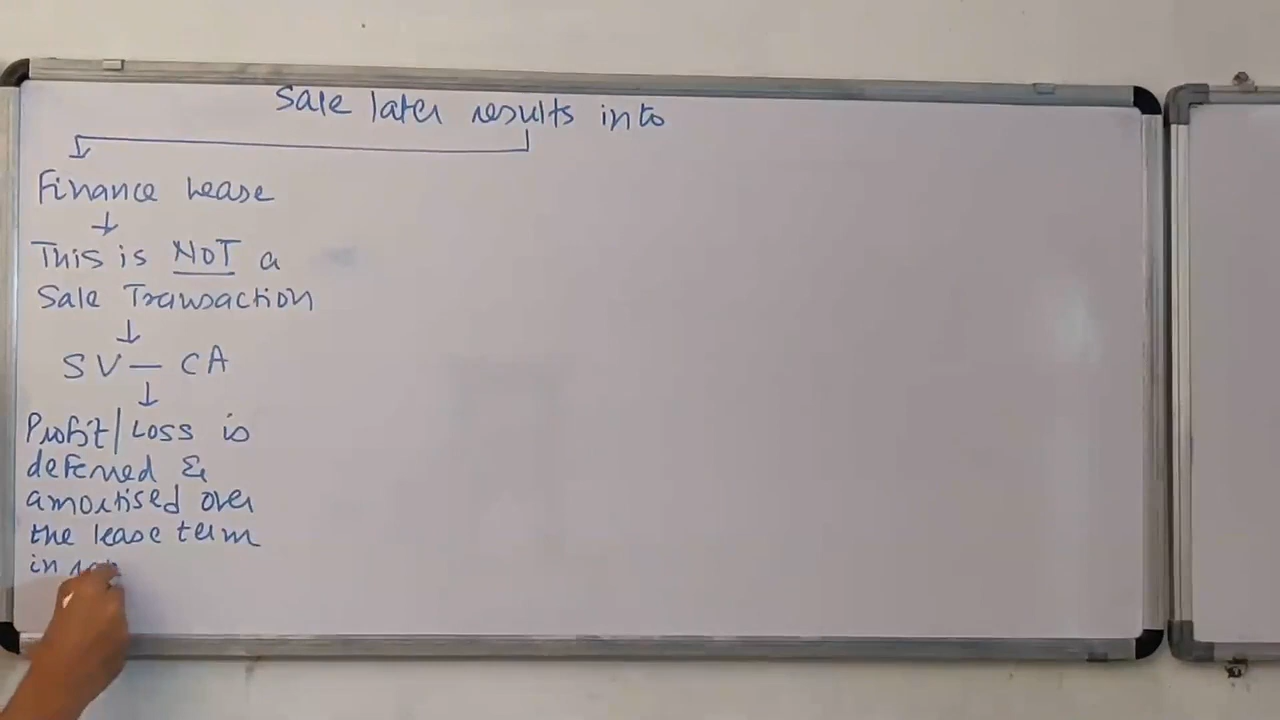 Sale later results into
Finance Lease
This is NOT a
Sale Transaction
SV — CA
Profit/Loss is
deferred &
amortised over
the lease term
in